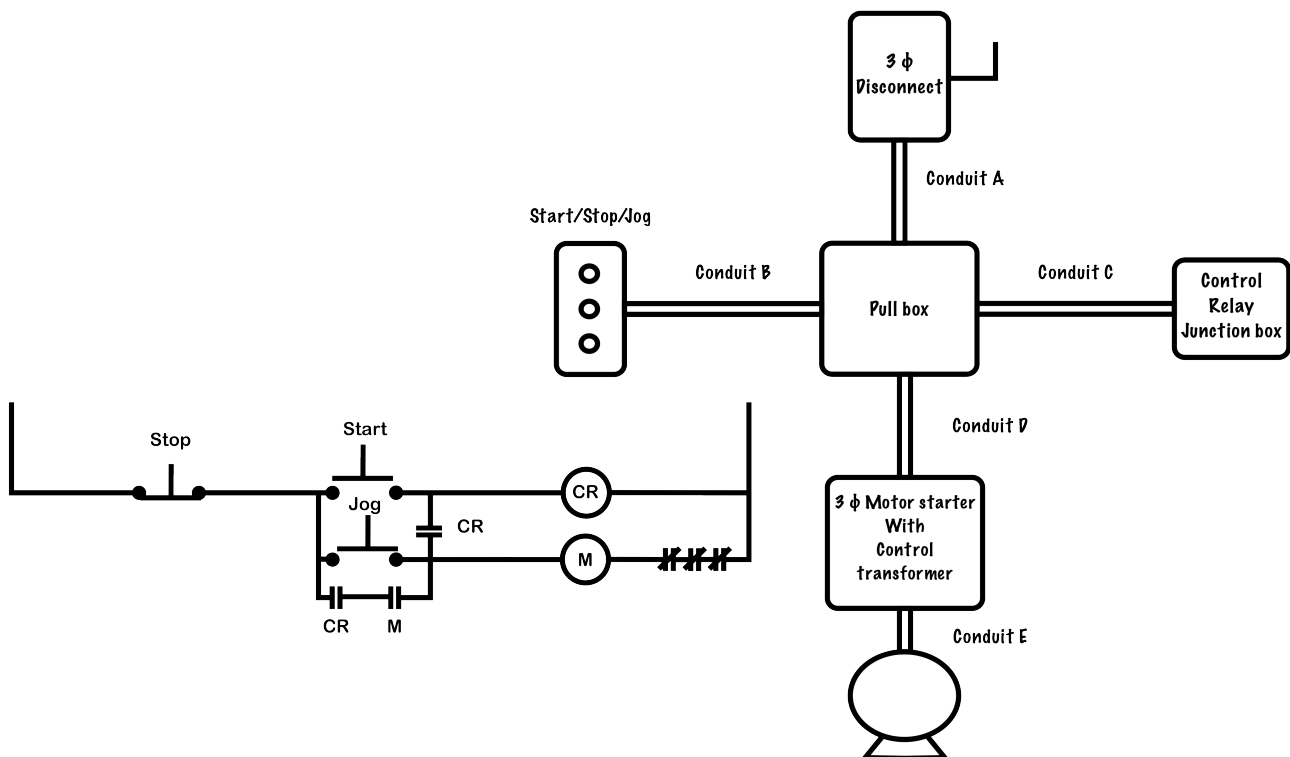 3 ϕ
Disconnect
Conduit A
Start/Stop/Jog
Conduit B
Pull box
Conduit C
Control
Relay
Junction box
Conduit D
3 ϕ Motor starter
With
Control
transformer
Conduit E
Stop
Start
CR
Jog
CR
M
CR
M